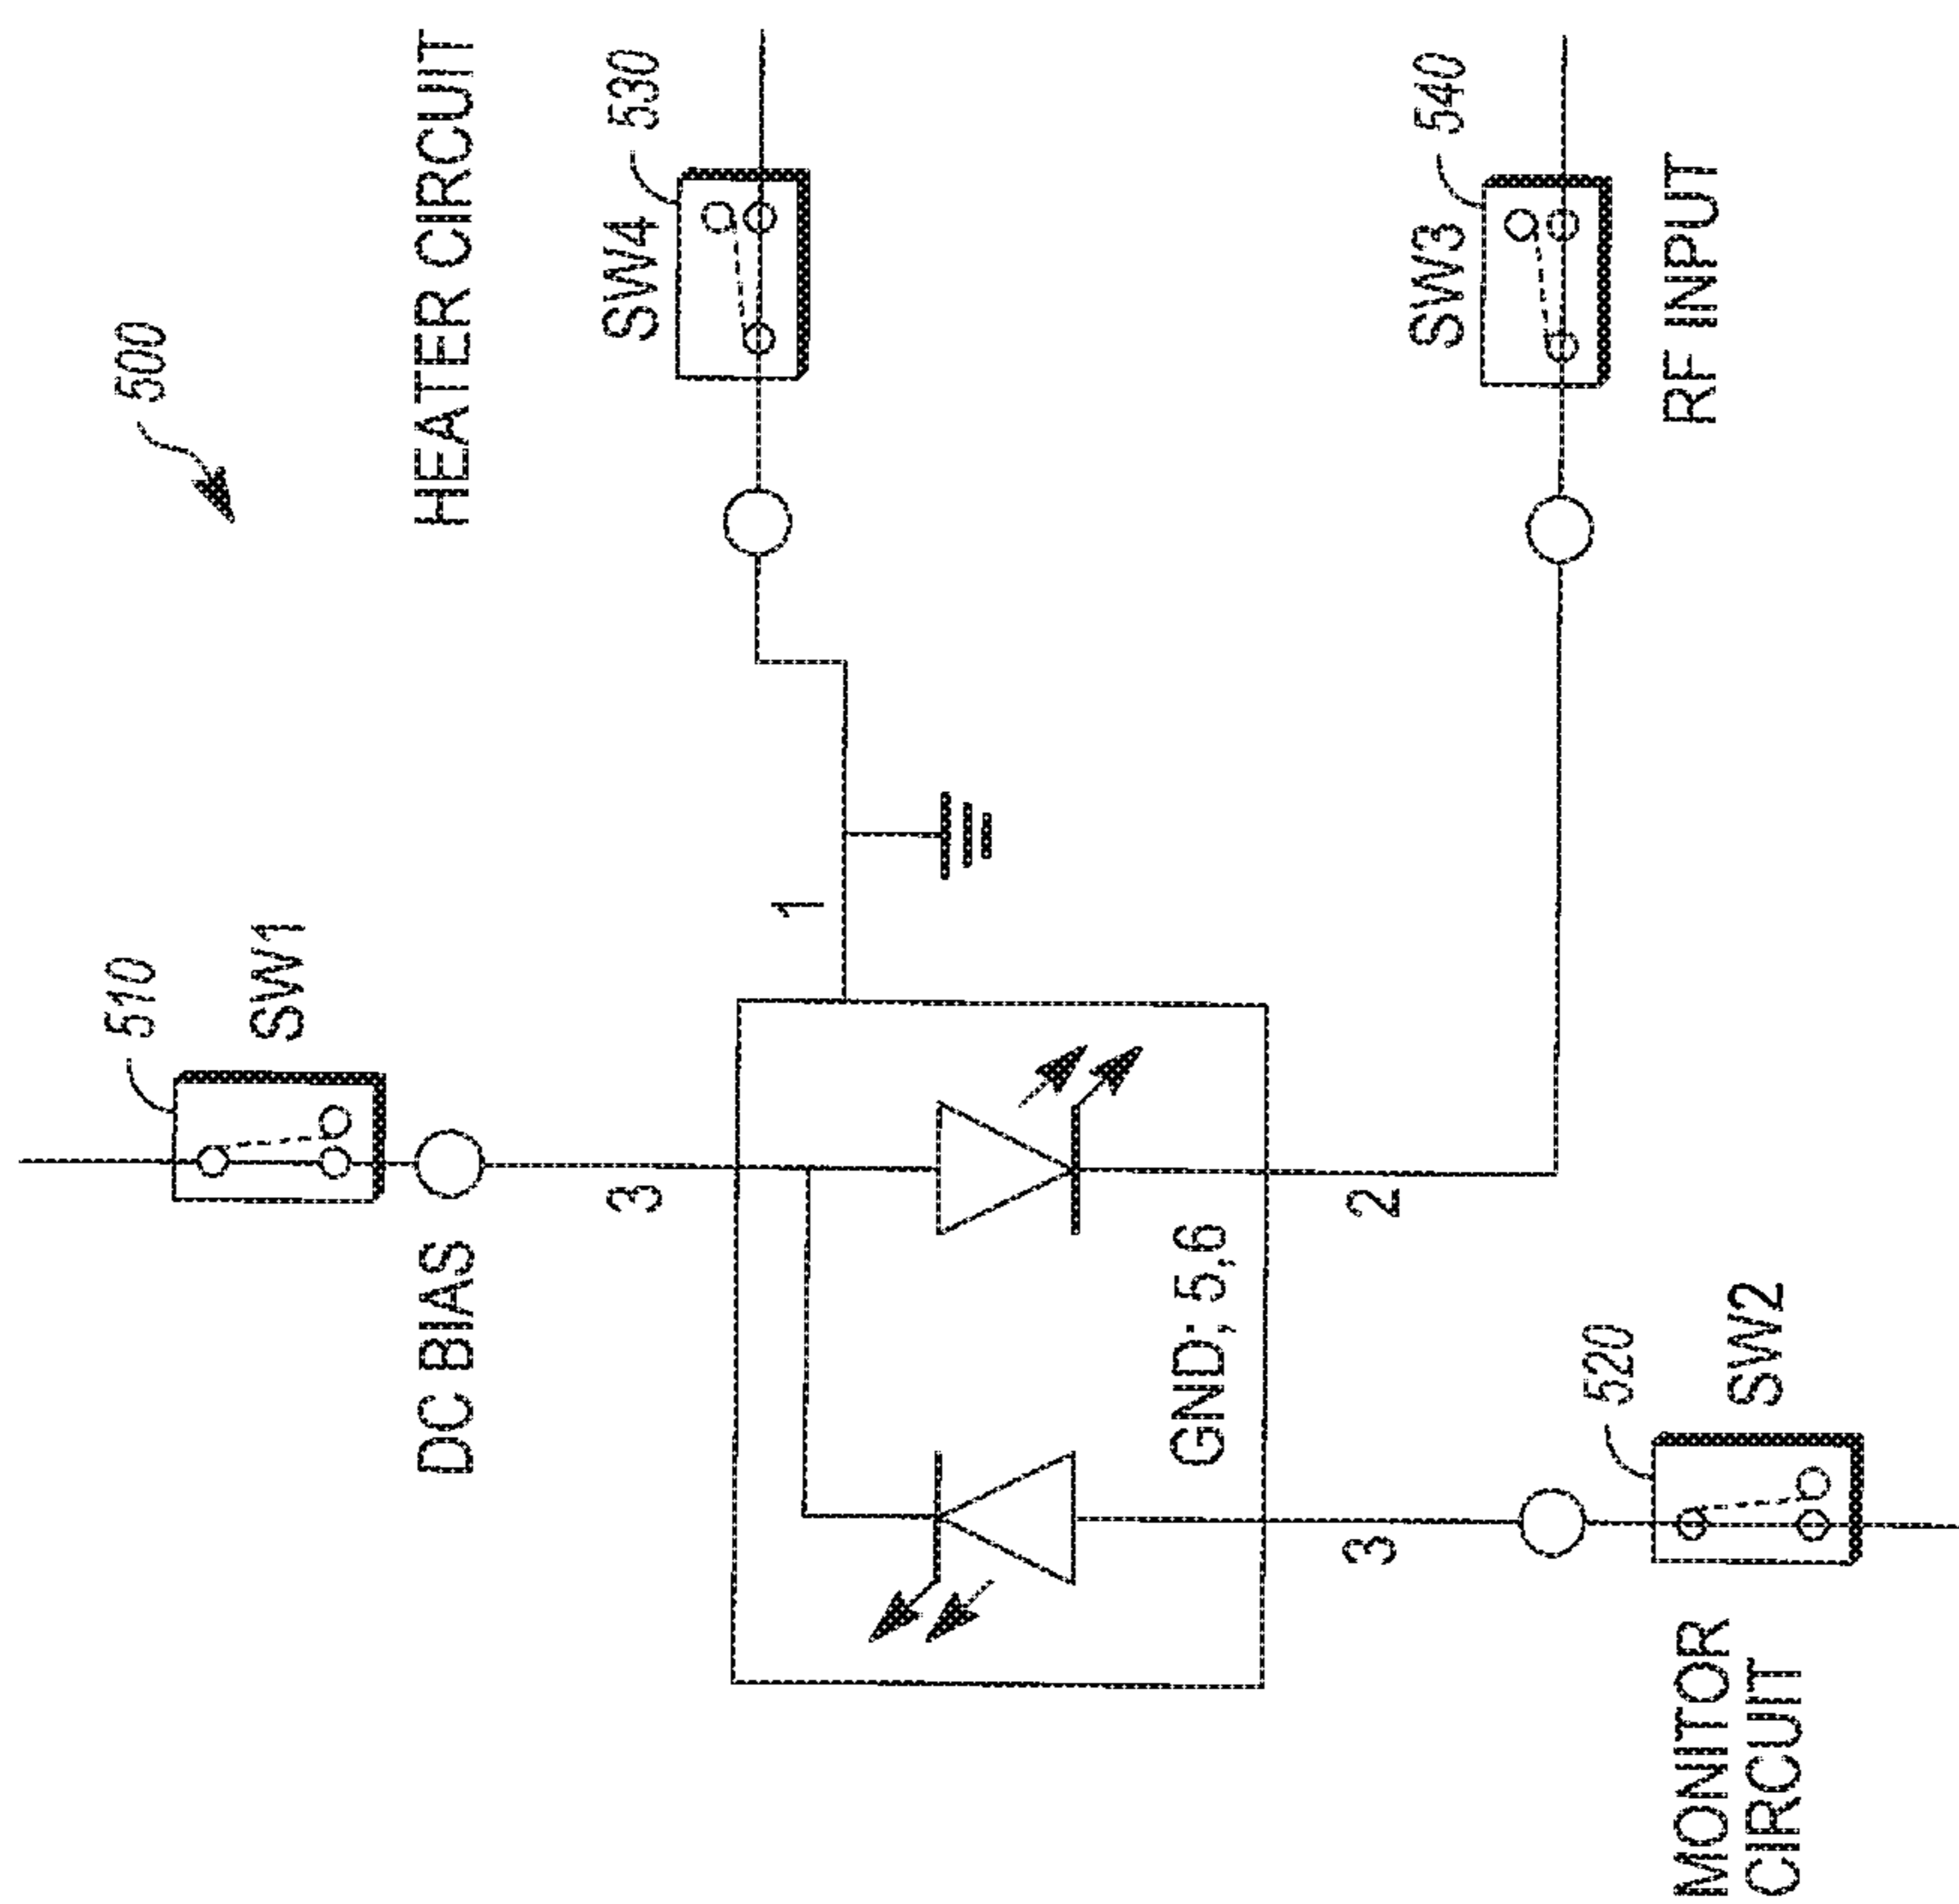 510
500
SW1
DC BIAS
HEATER CIRCUIT
3
SW4
530
1
GND; 5,6
3
2
SW3
540
520
SW2
RF INPUT
MONITOR
CIRCUIT